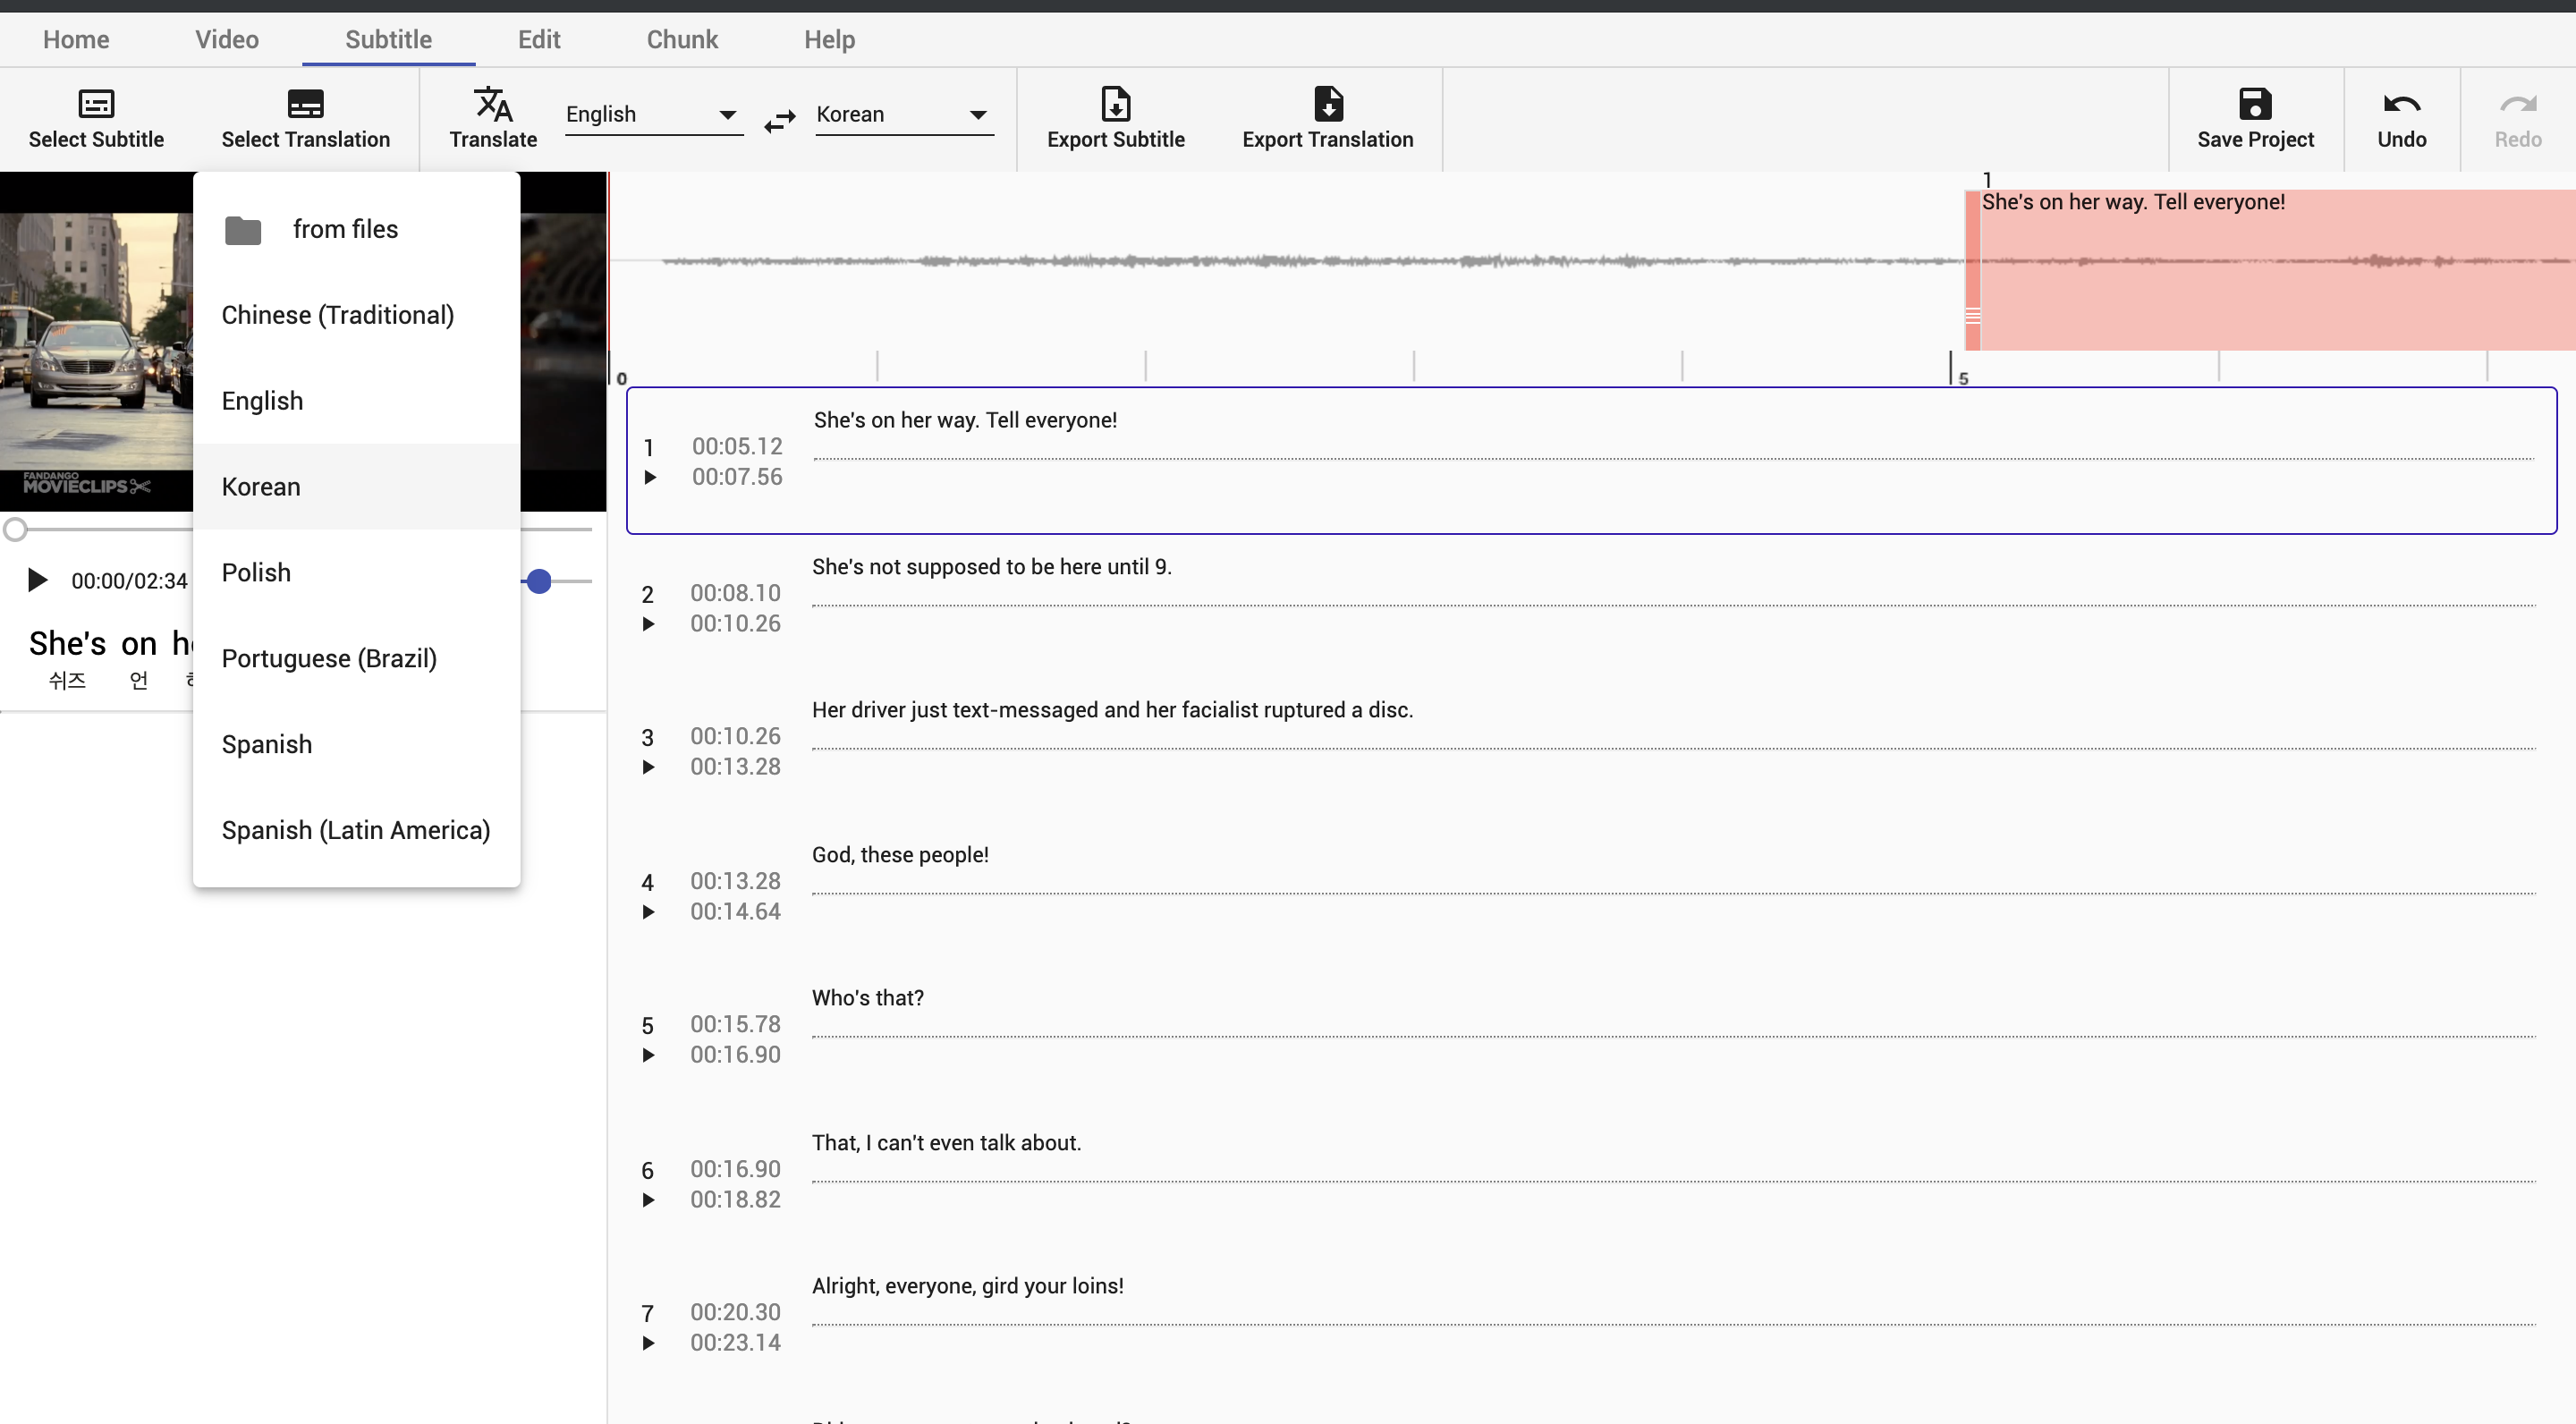 Home Video Subtitle Edit Chunk Help
Select Subtitle Select Translation Translate English Korean Export Subtitle Export Translation Save Project Undo Redo
from files
Chinese (Traditional)
English
Korean
Polish
Portuguese (Brazil)
Spanish
Spanish (Latin America)
FANDANGO
MOVIECLIPS
00:00/02:34
She's on
쉬즈 언
1
She's on her way. Tell everyone!
0 5
She's on her way. Tell everyone!
1 00:05.12
00:07.56
She's not supposed to be here until 9.
2 00:08.10
00:10.26
Her driver just text-messaged and her facialist ruptured a disc.
3 00:10.26
00:13.28
God, these people!
4 00:13.28
00:14.64
Who's that?
5 00:15.78
00:16.90
That, I can't even talk about.
6 00:16.90
00:18.82
Alright, everyone, gird your loins!
7 00:20.30
00:23.14